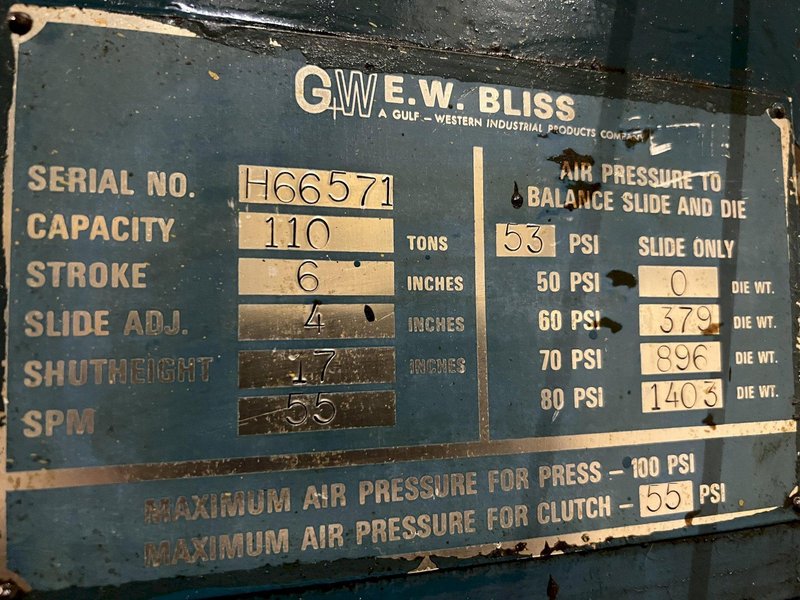 G+W E.W. BLISS
A GULF – WESTERN INDUSTRIAL PRODUCTS COMPANY
SERIAL NO. H66571
CAPACITY 110 TONS
STROKE 6 INCHES
SLIDE ADJ. 4 INCHES
SHUTHEIGHT 17 INCHES
SPM 55
AIR PRESSURE TO
BALANCE SLIDE AND DIE
53 PSI SLIDE ONLY
50 PSI 0 DIE WT.
60 PSI 379 DIE WT.
70 PSI 896 DIE WT.
80 PSI 1403 DIE WT.
MAXIMUM AIR PRESSURE FOR PRESS – 100 PSI
MAXIMUM AIR PRESSURE FOR CLUTCH – 55 PSI